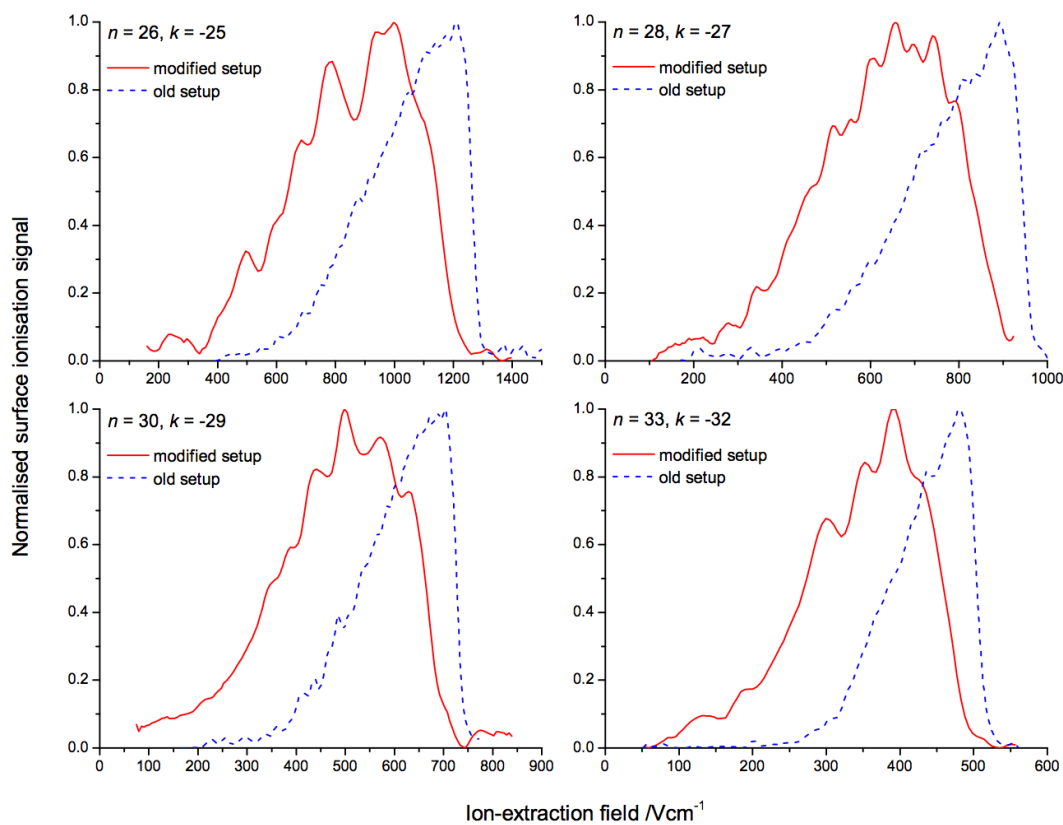 Normalised surface ionisation signal
n = 26, k = -25
modified setup
old setup
1.0
0.8
0.6
0.4
0.2
0.0
0 200 400 600 800 1000 1200 1400
n = 28, k = -27
modified setup
old setup
1.0
0.8
0.6
0.4
0.2
0.0
0 200 400 600 800 1000
n = 30, k = -29
modified setup
old setup
1.0
0.8
0.6
0.4
0.2
0.0
0 100 200 300 400 500 600 700 800 900
n = 33, k = -32
modified setup
old setup
1.0
0.8
0.6
0.4
0.2
0.0
0 100 200 300 400 500 600
Ion-extraction field /Vcm⁻¹